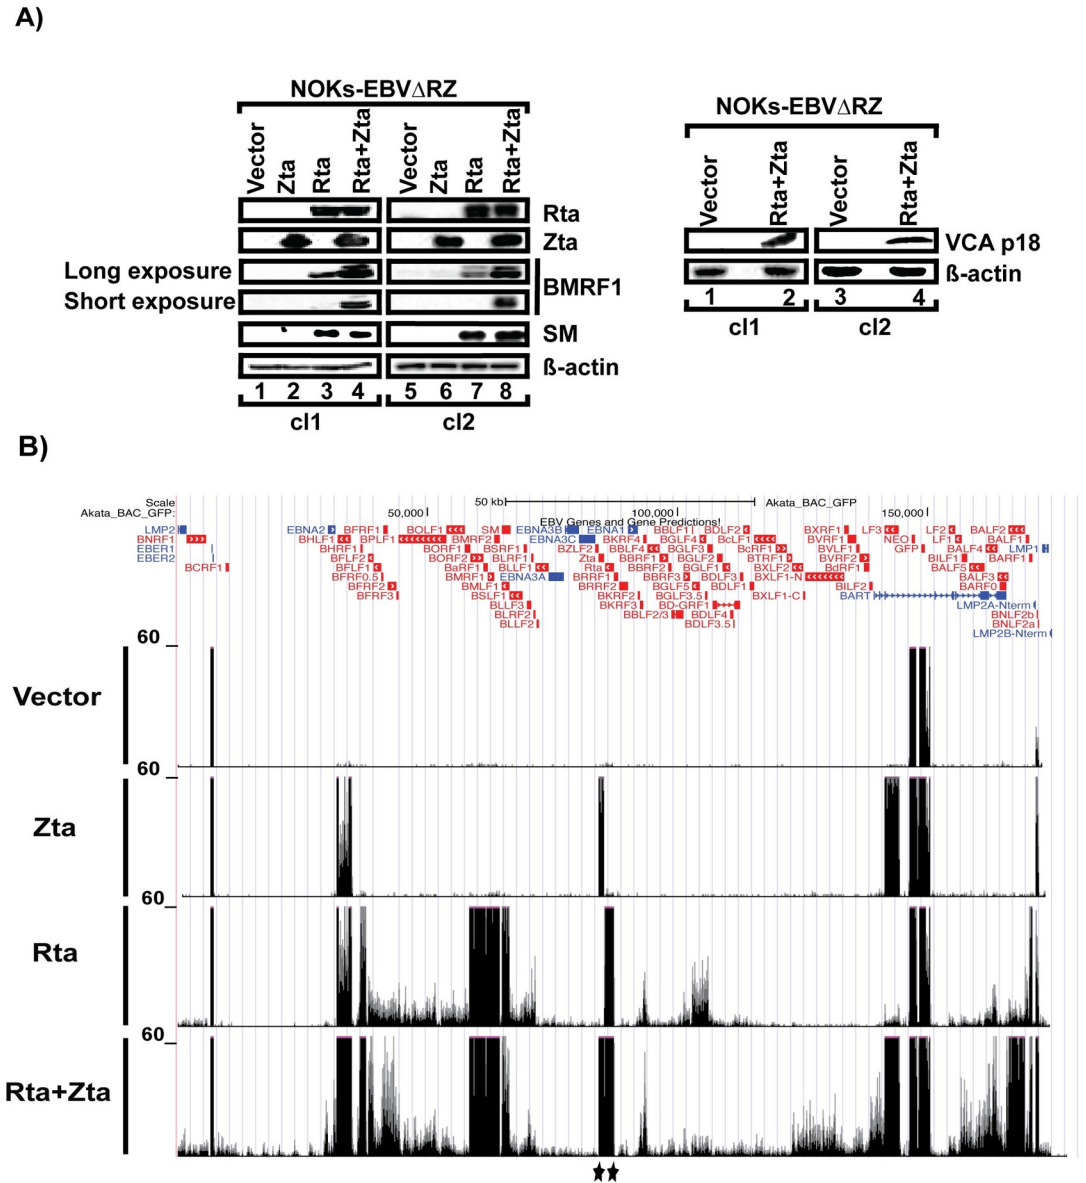 A)
NOKs-EBVΔRZ
Vector Zta Rta Rta+Zta Vector Zta Rta Rta+Zta
Rta
Zta
Long exposure
Short exposure
BMRF1
SM
ß-actin
1 2 3 4 5 6 7 8
cl1 cl2
NOKs-EBVΔRZ
Vector Rta+Zta Vector Rta+Zta
VCA p18
ß-actin
1 2 3 4
cl1 cl2
B)
Scale 50 kb Akata_BAC_GFP
Akata_BAC_GFP: 50,000 100,000 150,000
EBV Genes and Gene Predictions!
LMP2 EBNA2 BFRF1 BOLF1 SM EBNA3B EBNA1 BBLF1 BDLF2 BXRF1 LF3 LF2 BALF2
BNRF1 BHLF1 BPLF1 BMRF2 EBNA3C BKRF4 BGLF4 BcLF1 BVRF1 NEO LF1 BALF1
EBER1 BHRF1 BORF1 BSRF1 BZLF2 BBLF4 BGLF3 BcRF1 BVLF1 GFP BALF4 LMP1
EBER2 BFLF2 BORF2 BLRF1 Zta BBRF1 BGLF2 BTRF1 BVRF2 BILF1 BARF1
BCRF1 BFLF1 BaRF1 BLLF1 Rta BBRF2 BGLF1 BXLF2 BdRF1 BALF5
BFRF0.5 BMRF1 EBNA3A BRRF1 BBRF3 BDLF3 BXLF1-N BALF3
BFRF2 BMLF1 BRRF2 BGLF5 BDLF1 BILF2 BARF0
BFRF3 BSLF1 BKRF2 BGLF3.5 BXLF1-C BART
BLLF3 BKRF3 BD-GRF1 LMP2A-Nterm
BLRF2 BBLF2/3 BDLF4 BNLF2b
BLLF2 BDLF3.5 BNLF2a
LMP2B-Nterm
60
Vector
60
Zta
60
Rta
60
Rta+Zta